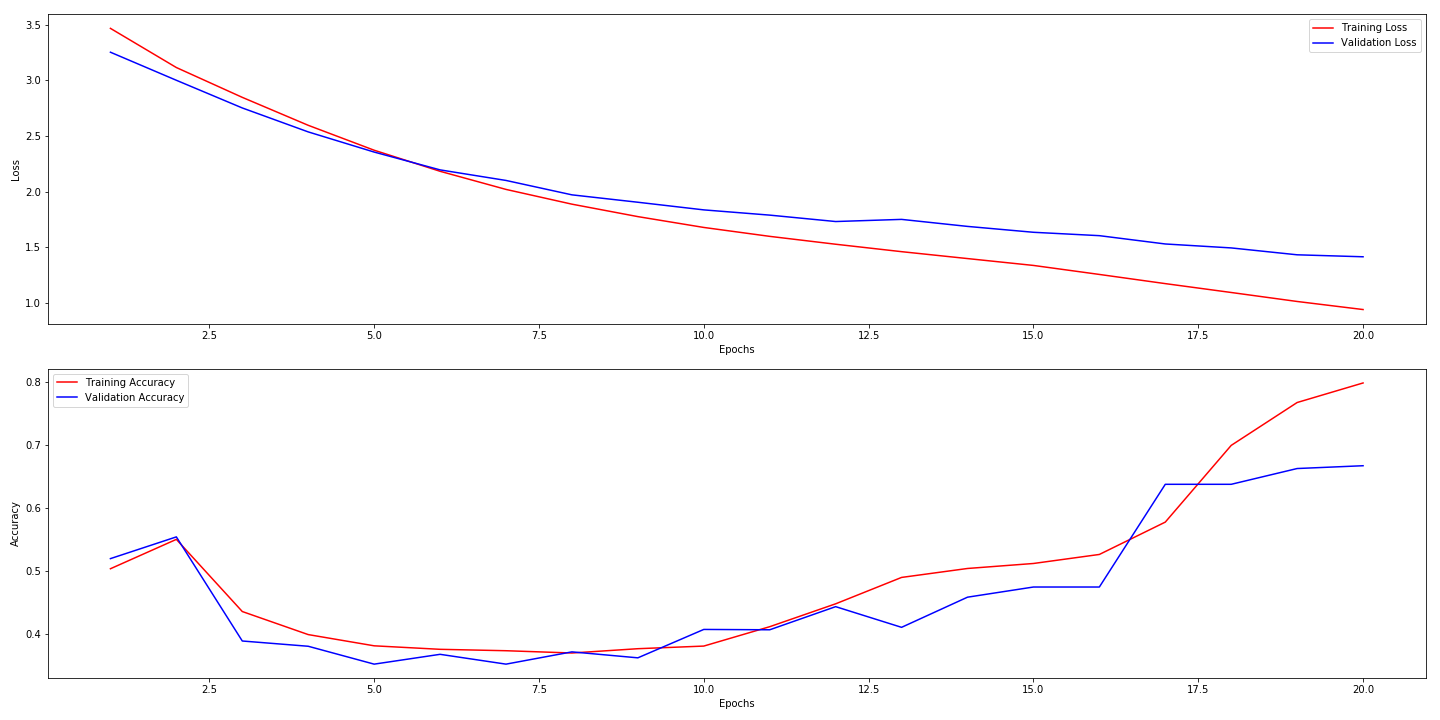 3.5
3.0
2.5
2.0
1.5
1.0
Loss
Training Loss
Validation Loss
2.5 5.0 7.5 10.0 12.5 15.0 17.5 20.0
Epochs
0.8
0.7
0.6
0.5
0.4
Accuracy
Training Accuracy
Validation Accuracy
2.5 5.0 7.5 10.0 12.5 15.0 17.5 20.0
Epochs